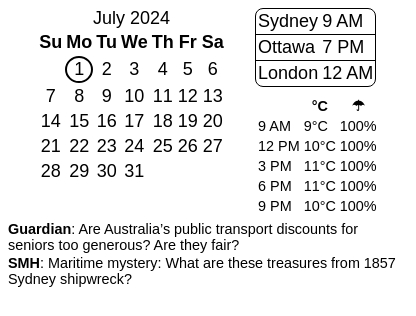 July 2024
Su Mo Tu We Th Fr Sa
1 2 3 4 5 6
7 8 9 10 11 12 13
14 15 16 17 18 19 20
21 22 23 24 25 26 27
28 29 30 31
Sydney 9 AM
Ottawa 7 PM
London 12 AM
°C ☂
9 AM 9°C 100%
12 PM 10°C 100%
3 PM 11°C 100%
6 PM 11°C 100%
9 PM 10°C 100%
Guardian: Are Australia’s public transport discounts for
seniors too generous? Are they fair?
SMH: Maritime mystery: What are these treasures from 1857
Sydney shipwreck?